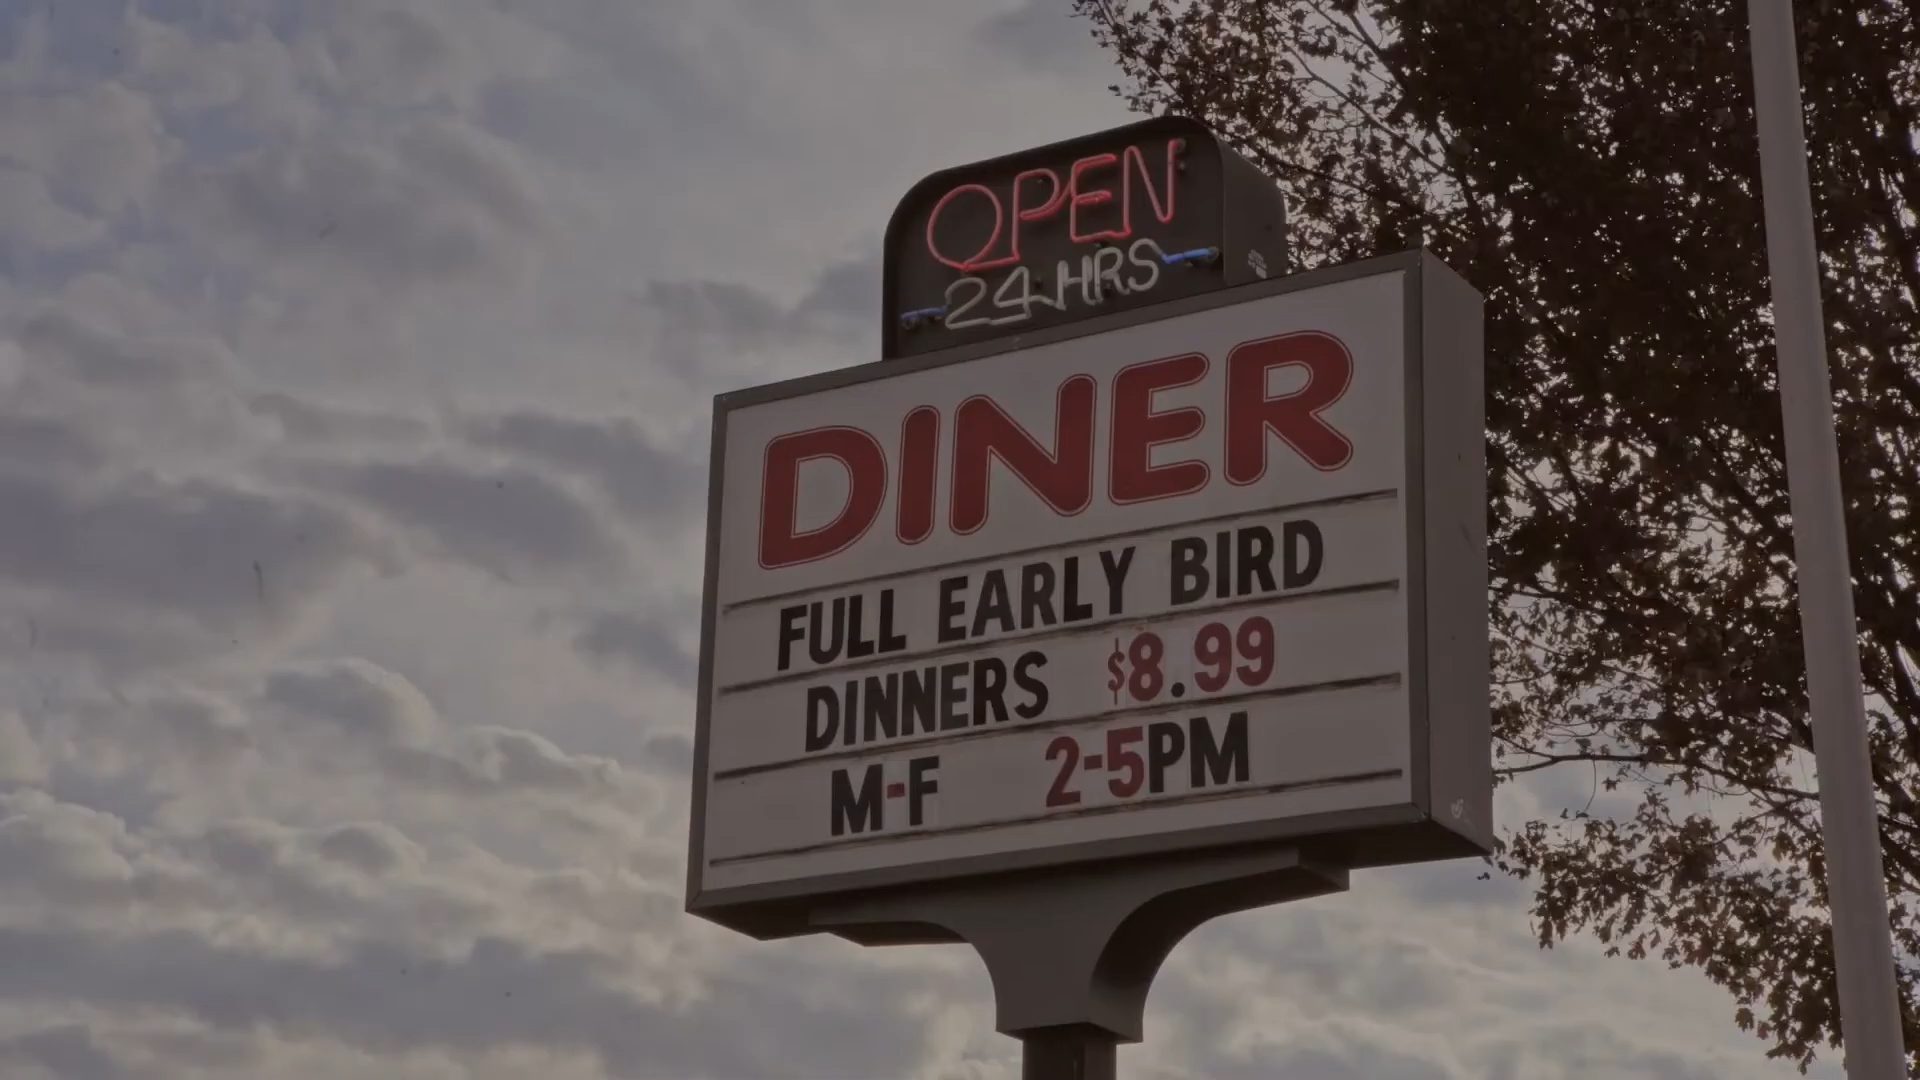 OPEN
24 HRS
DINER
FULL EARLY BIRD
DINNERS $8.99
M-F 2-5PM